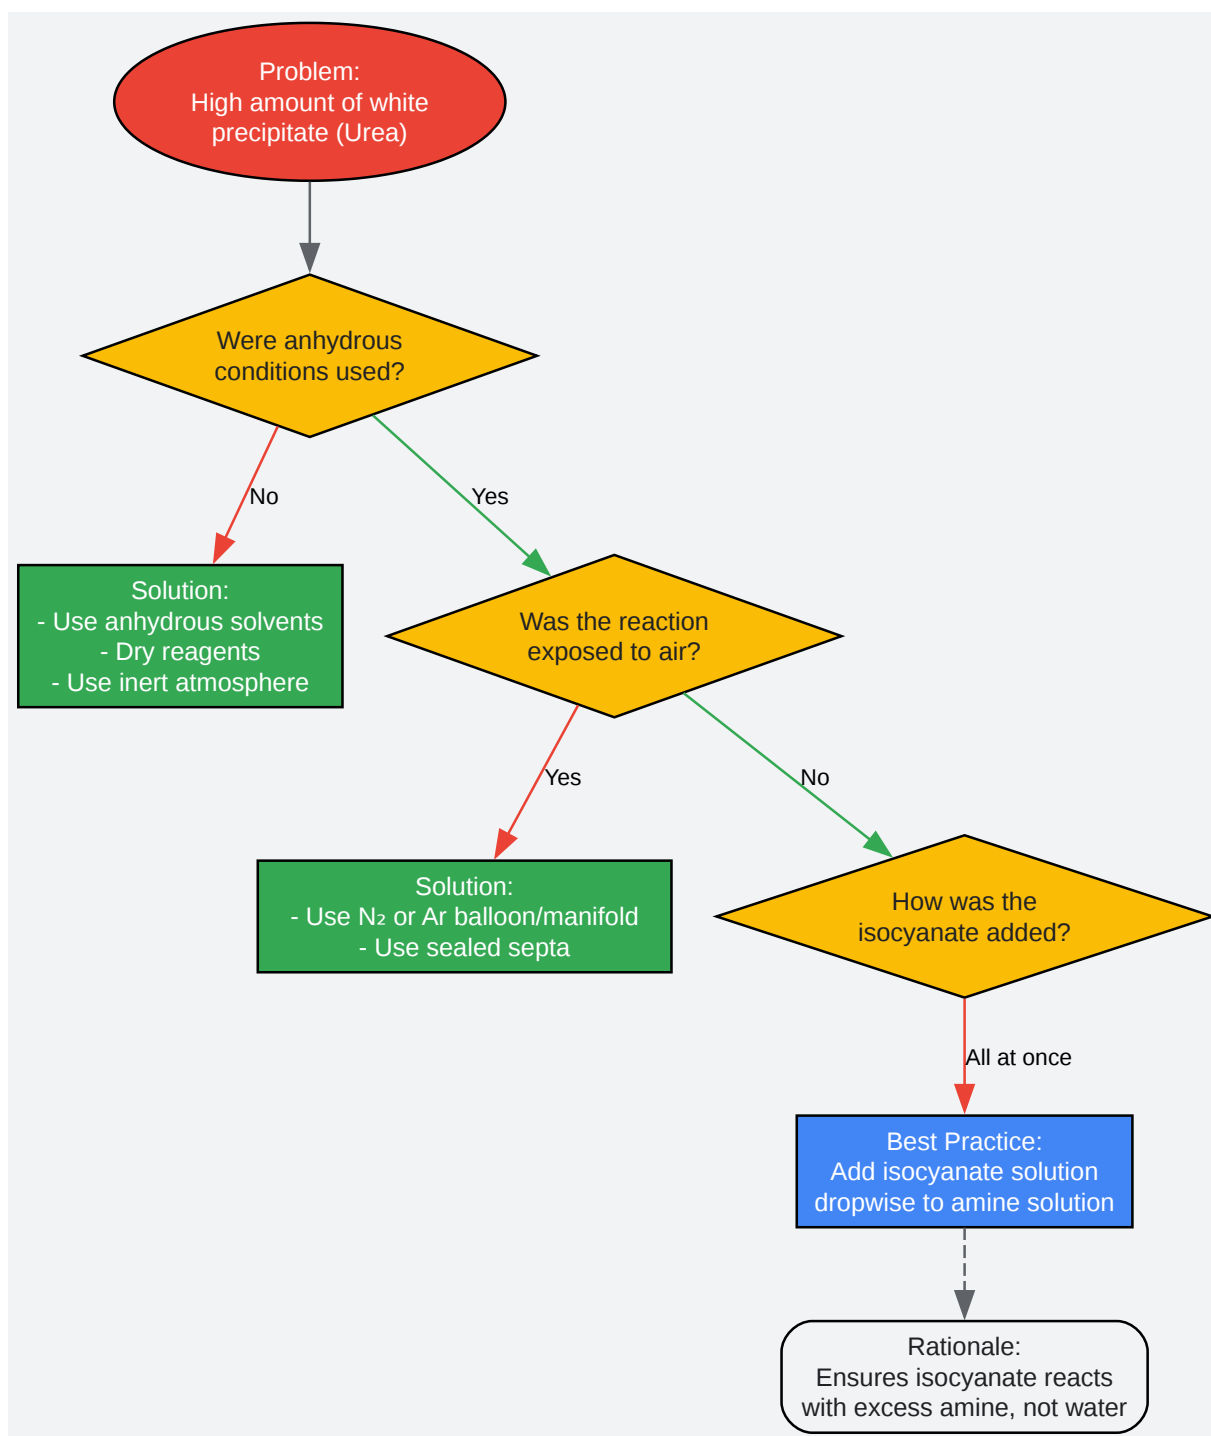 Problem:
High amount of white
precipitate (Urea)
Were anhydrous
conditions used?
No
Yes
Solution:
- Use anhydrous solvents
- Dry reagents
- Use inert atmosphere
Was the reaction
exposed to air?
Yes
No
Solution:
- Use N₂ or Ar balloon/manifold
- Use sealed septa
How was the
isocyanate added?
All at once
Best Practice:
Add isocyanate solution
dropwise to amine solution
Rationale:
Ensures isocyanate reacts
with excess amine, not water